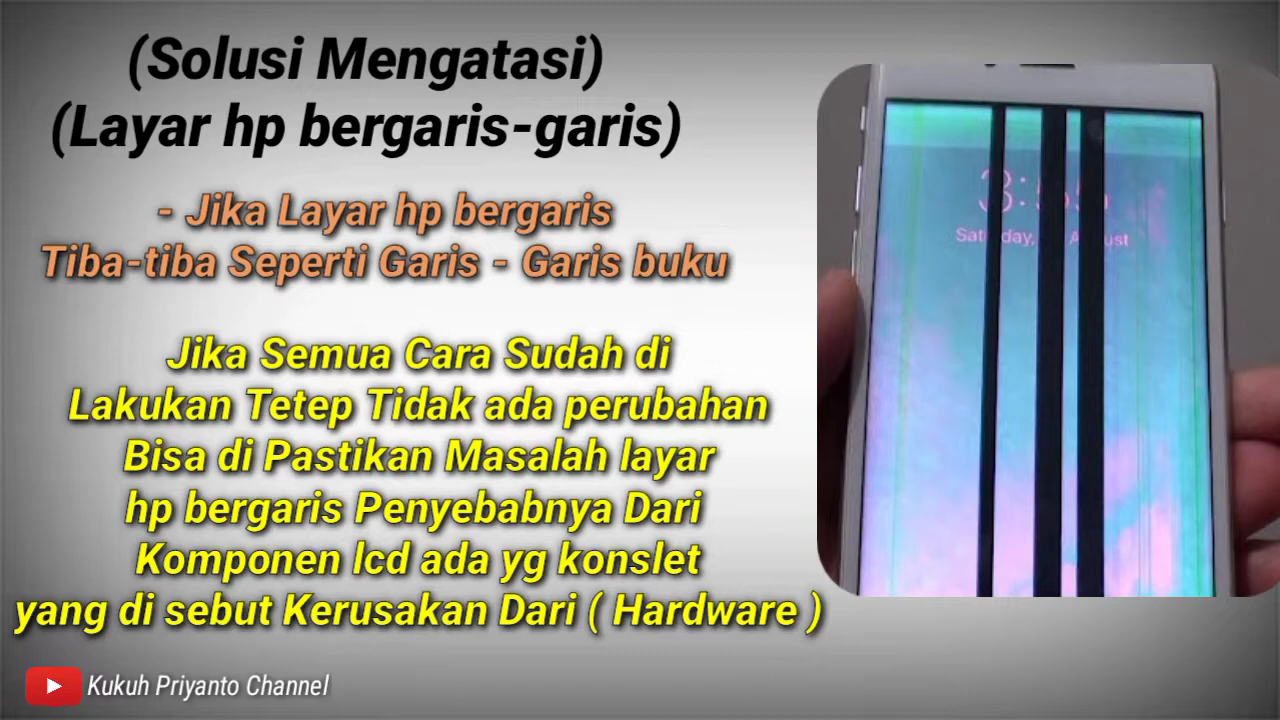 (Solusi Mengatasi)
(Layar hp bergaris-garis)
- Jika Layar hp bergaris
Tiba-tiba Seperti Garis - Garis buku
Jika Semua Cara Sudah di
Lakukan Tetep Tidak ada perubahan
Bisa di Pastikan Masalah layar
hp bergaris Penyebabnya Dari
Komponen lcd ada yg konslet
yang di sebut Kerusakan Dari ( Hardware )
Kukuh Priyanto Channel